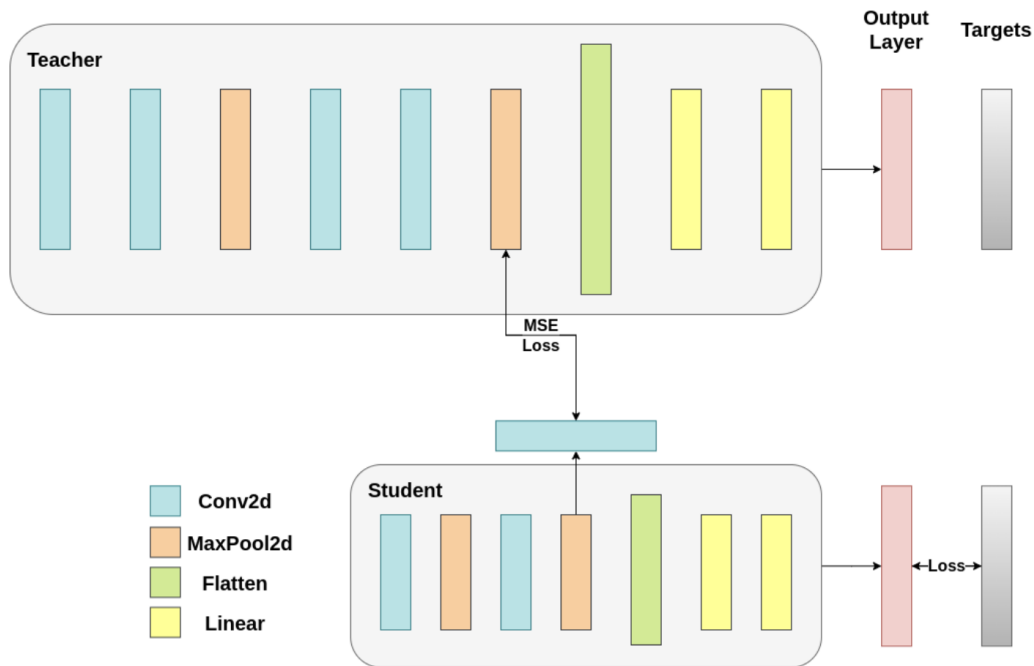 Output
Layer
Targets
Teacher
MSE
Loss
Student
Conv2d
MaxPool2d
Flatten
Linear
Loss